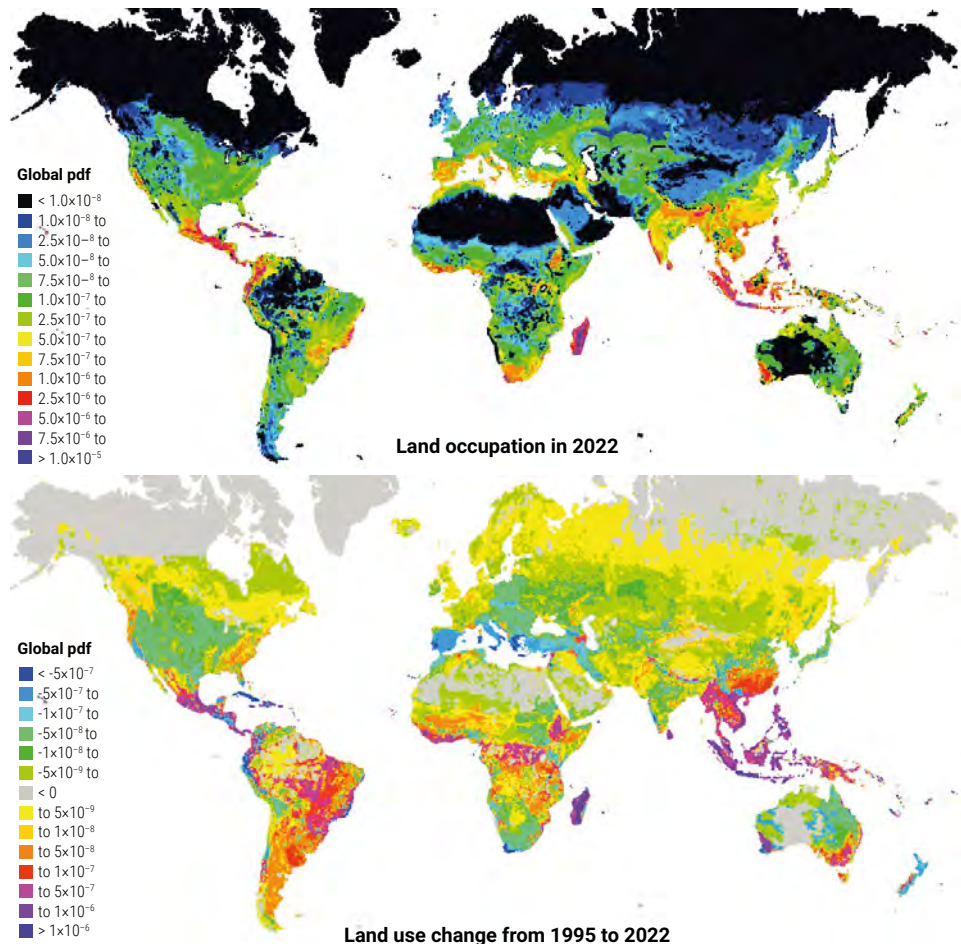 Global pdf
< 1.0×10⁻⁸
1.0×10⁻⁸ to
2.5×10⁻⁸ to
5.0×10⁻⁸ to
7.5×10⁻⁸ to
1.0×10⁻⁷ to
2.5×10⁻⁷ to
5.0×10⁻⁷ to
7.5×10⁻⁷ to
1.0×10⁻⁶ to
2.5×10⁻⁶ to
5.0×10⁻⁶ to
7.5×10⁻⁶ to
> 1.0×10⁻⁵
Land occupation in 2022
Global pdf
< -5×10⁻⁷
-5×10⁻⁷ to
-1×10⁻⁷ to
-5×10⁻⁸ to
-1×10⁻⁸ to
-5×10⁻⁹ to
< 0
to 5×10⁻⁹
to 1×10⁻⁸
to 5×10⁻⁸
to 1×10⁻⁷
to 5×10⁻⁷
to 1×10⁻⁶
> 1×10⁻⁶
Land use change from 1995 to 2022